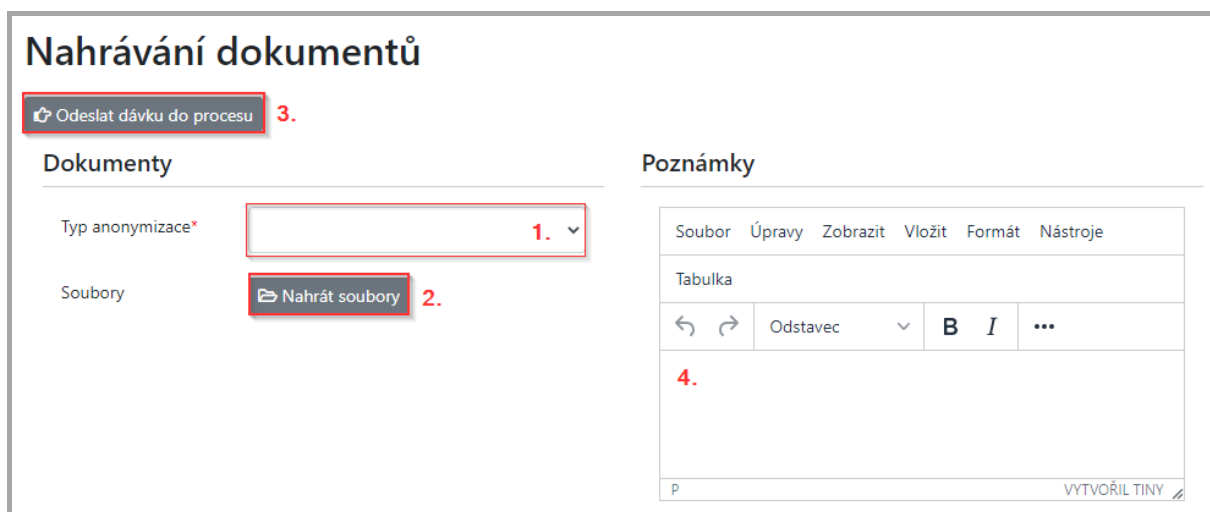 Nahrávání dokumentů
Odeslat dávku do procesu 3.
Dokumenty
Typ anonymizace* 1.
Soubory Nahrát soubory 2.
Poznámky
Soubor Úpravy Zobrazit Vložit Formát Nástroje
Tabulka
Odstavec B I
4.
P VYTVOŘIL TINY